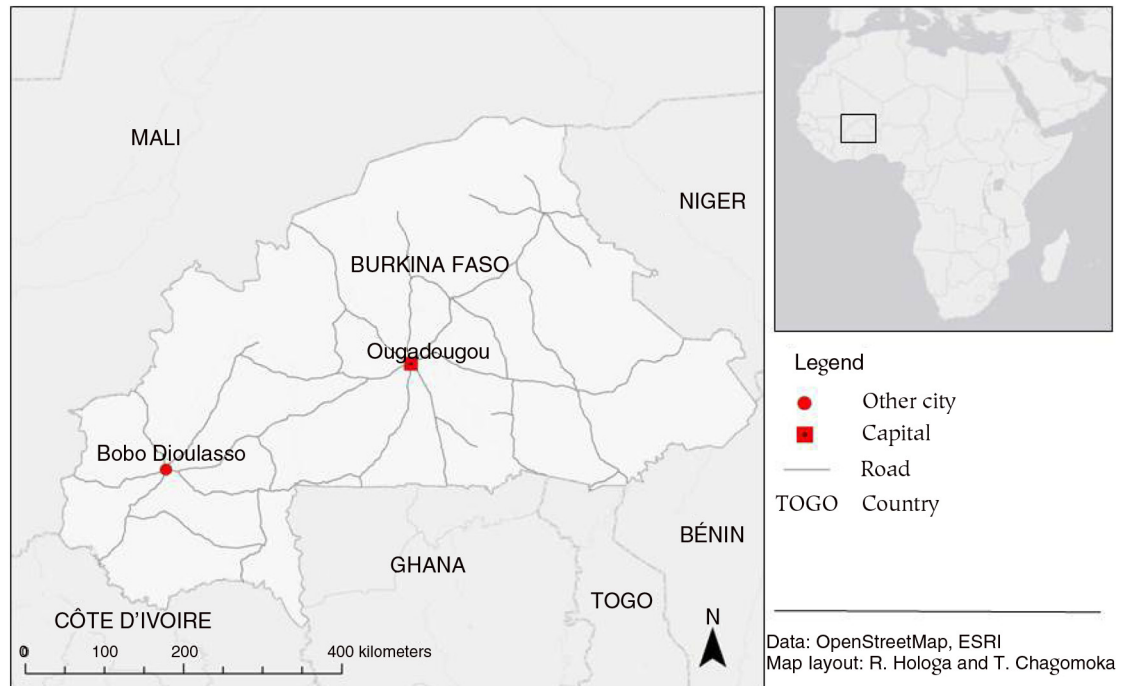 MALI
NIGER
BURKINA FASO
Ougadougou
Bobo Dioulasso
BÉNIN
GHANA
TOGO
CÔTE D'IVOIRE
N
0 100 200 400 kilometers
Legend
Other city
Capital
Road
TOGO Country
Data: OpenStreetMap, ESRI
Map layout: R. Hologa and T. Chagomoka